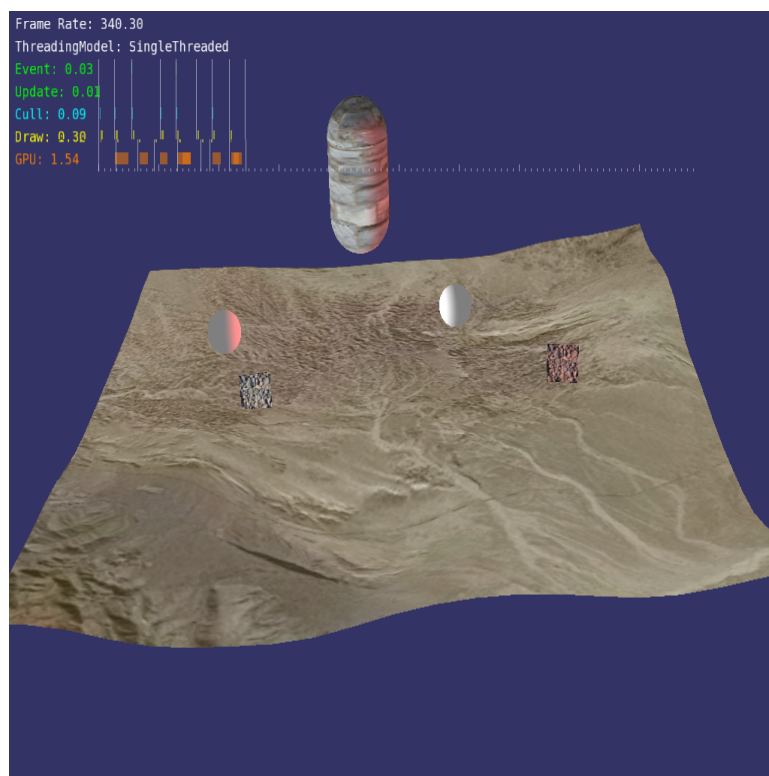 Frame Rate: 340.30
ThreadingModel: SingleThreaded
Event: 0.03
Update: 0.01
Cull: 0.09
Draw: 0.30
GPU: 1.54